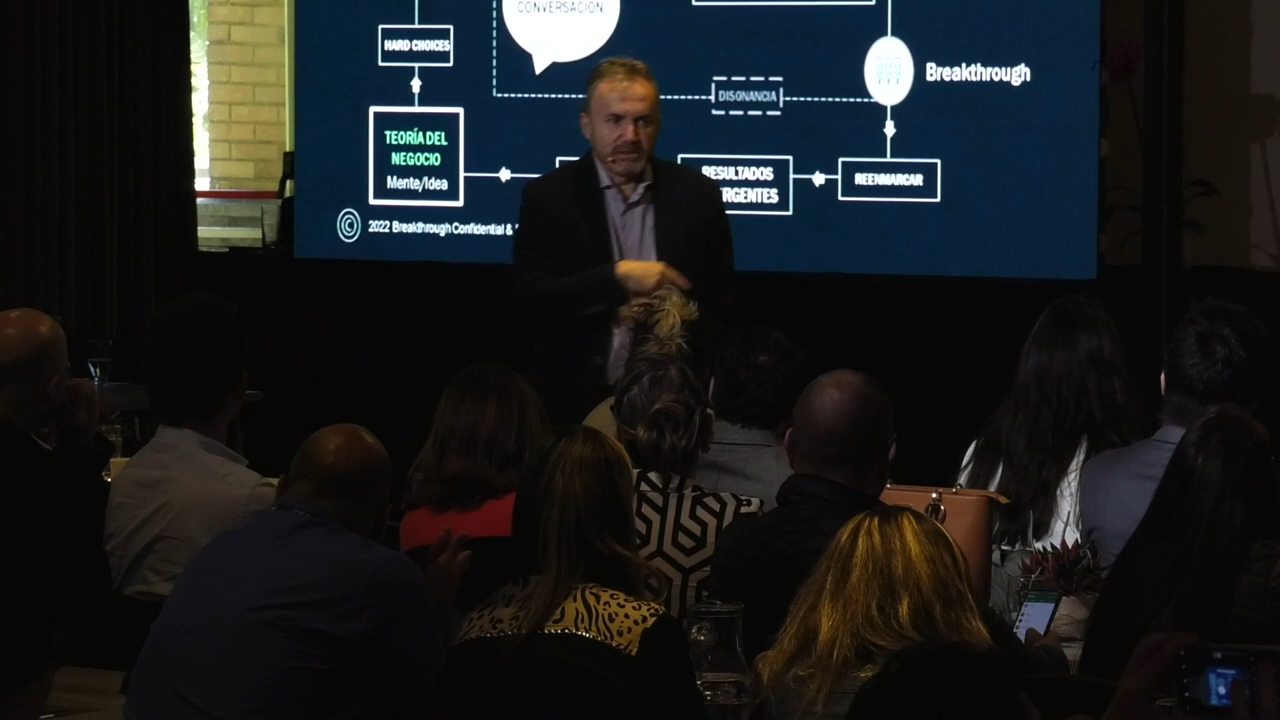 CONVERSACIÓN
HARD CHOICES
Breakthrough
DISONANCIA
TEORÍA DEL
NEGOCIO
Mente/Idea
RESULTADOS
RGENTES
REENMARCAR
© 2022 Breakthrough Confidential &